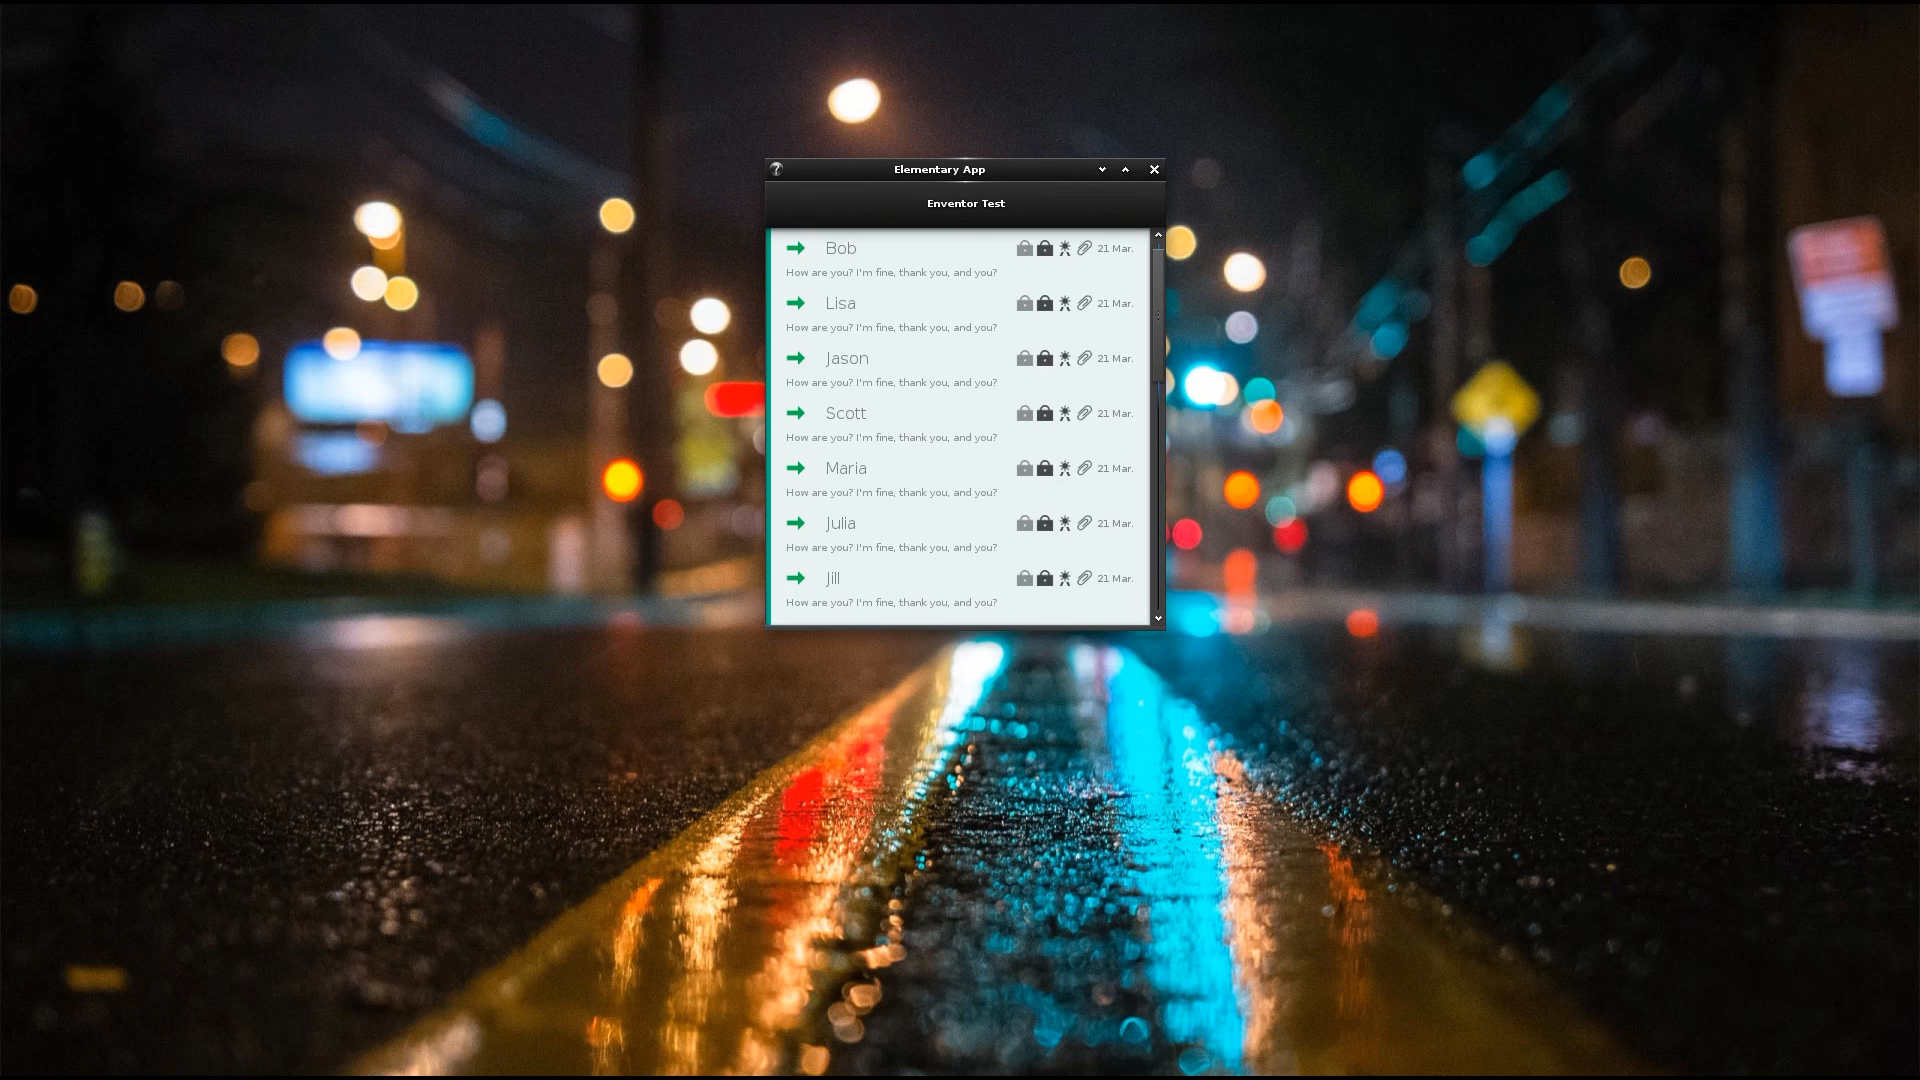 Elementary App
Enventor Test
Bob 21 Mar.
How are you? I'm fine, thank you, and you?
Lisa 21 Mar.
How are you? I'm fine, thank you, and you?
Jason 21 Mar.
How are you? I'm fine, thank you, and you?
Scott 21 Mar.
How are you? I'm fine, thank you, and you?
Maria 21 Mar.
How are you? I'm fine, thank you, and you?
Julia 21 Mar.
How are you? I'm fine, thank you, and you?
Jill 21 Mar.
How are you? I'm fine, thank you, and you?